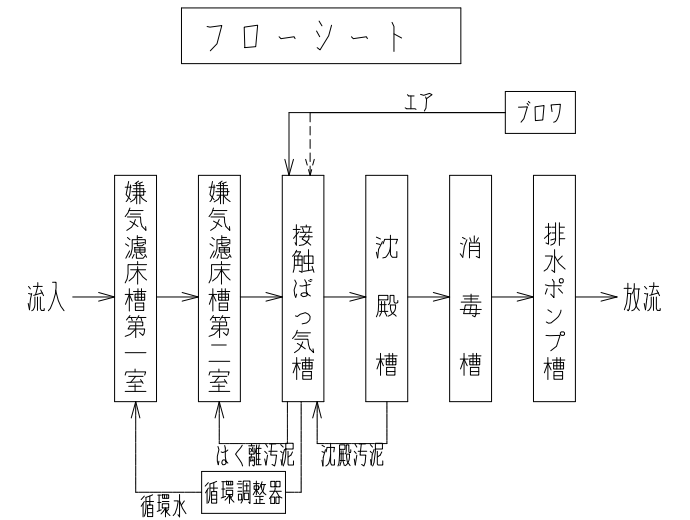 フローシート
エア
ブロワ
流入
嫌気濾床槽第一室
嫌気濾床槽第二室
接触ばっ気槽
沈殿槽
消毒槽
排水ポンプ槽
放流
はく離汚泥
沈殿汚泥
循環調整器
循環水